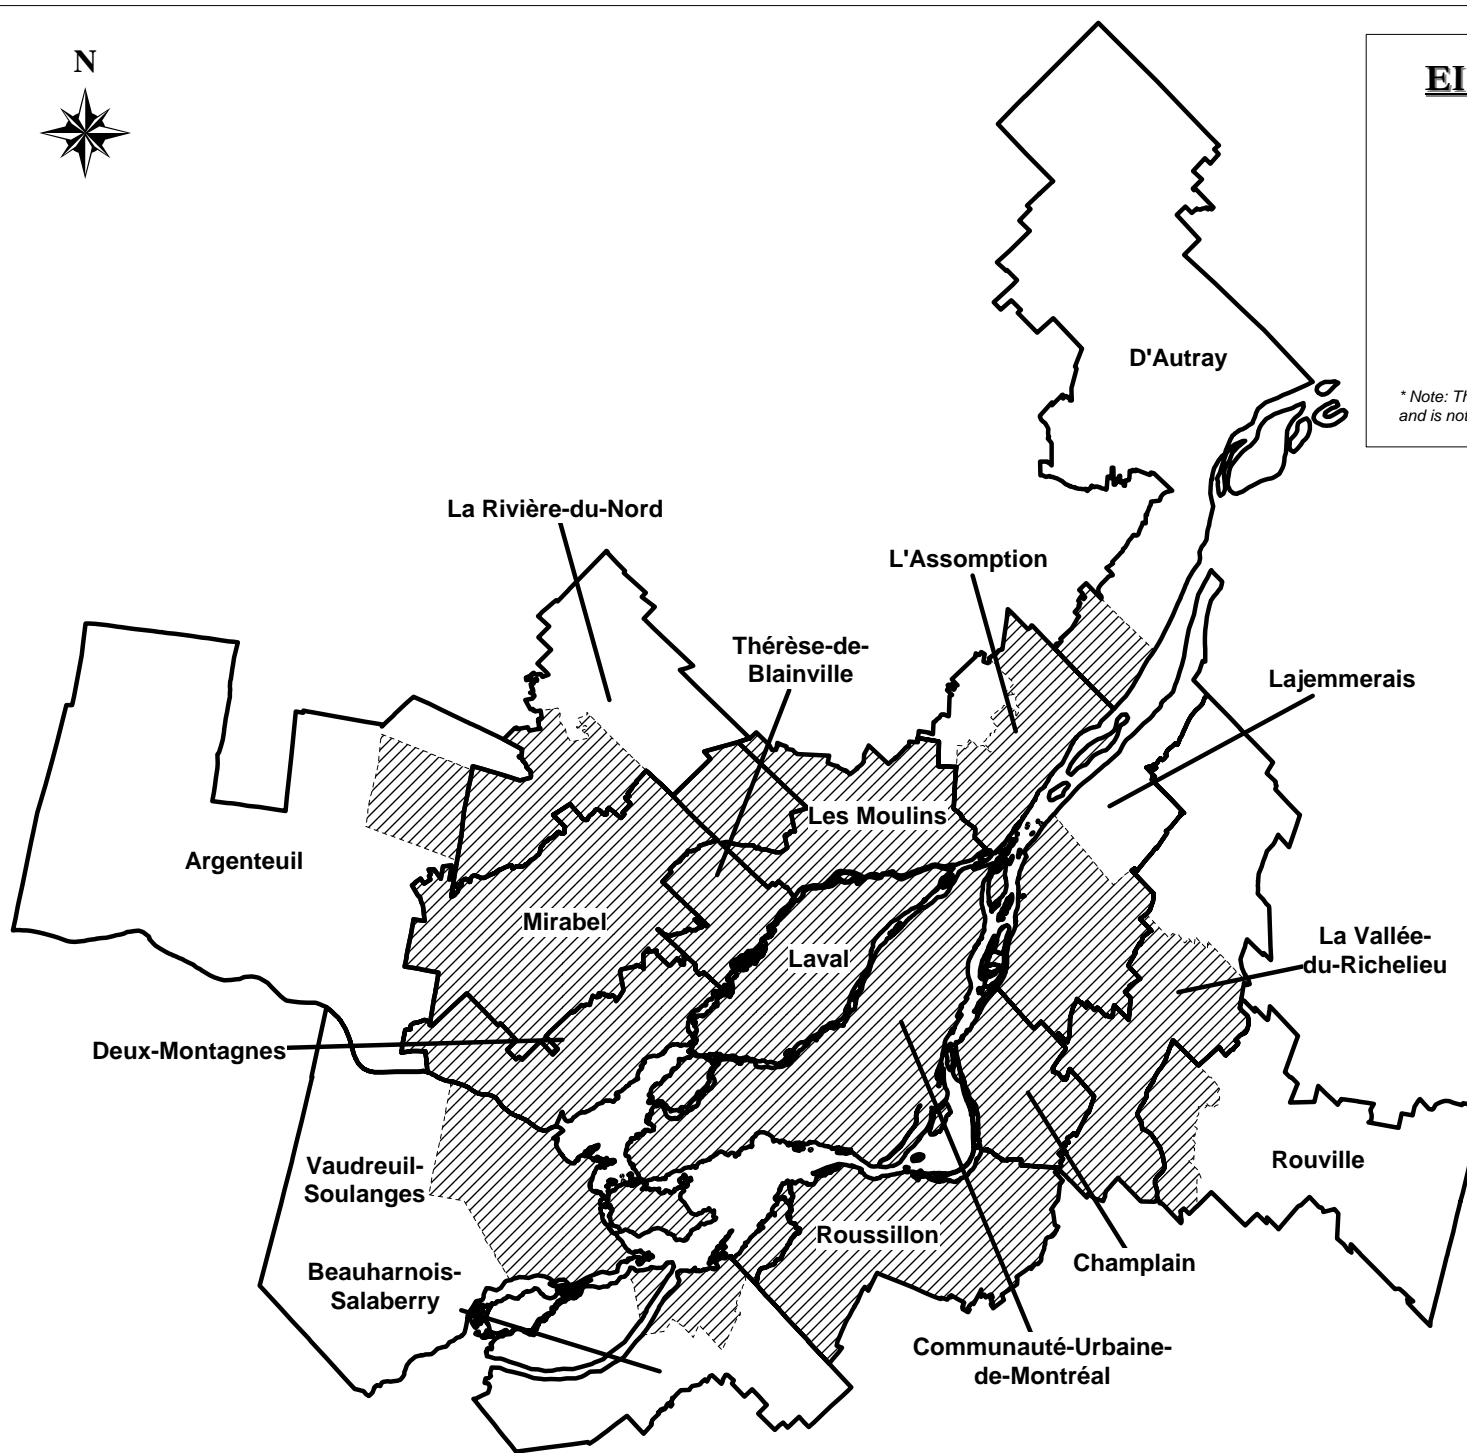 N
EI
D'Autray
* Note: Th
and is not
La Rivière-du-Nord
L'Assomption
Thérèse-de-
Blainville
Lajemmerais
Les Moulins
Argenteuil
Mirabel
Laval
La Vallée-
du-Richelieu
Deux-Montagnes
Vaudreuil-
Soulanges
Rouville
Roussillon
Champlain
Beauharnois-
Salaberry
Communauté-Urbaine-
de-Montréal